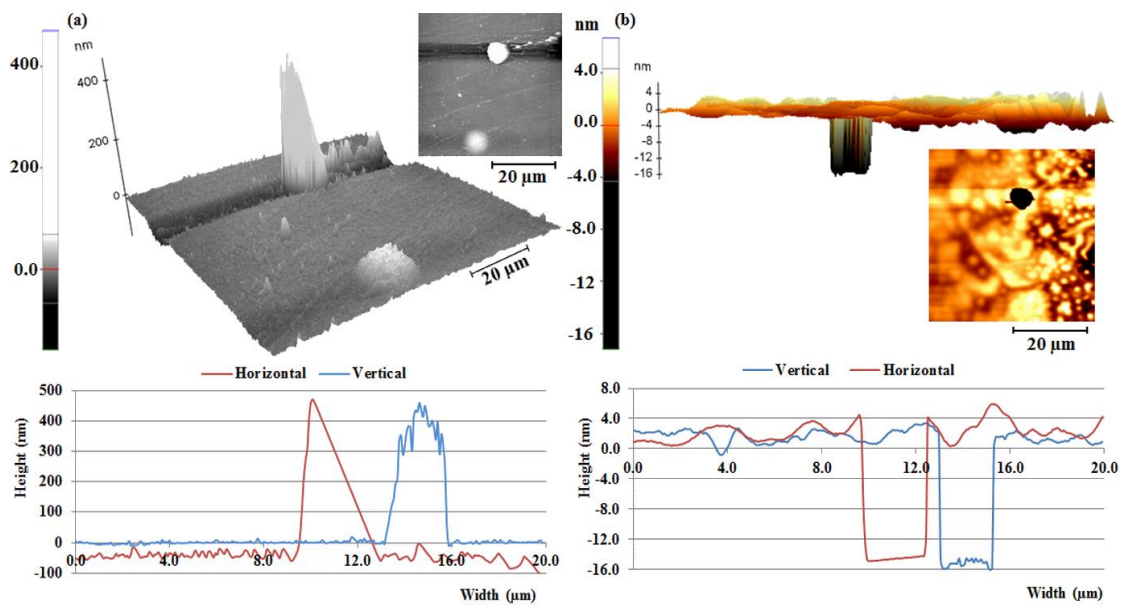 (a)
400
200
0.0
nm
400
200
0
20 µm
20 µm
nm
(b)
4.0
0.0
-4.0
-8.0
-12
-16
nm
4
0
-4
-8
-12
-16
20 µm
Horizontal Vertical
500
400
300
200
100
0
-100
Height (nm)
0.0 4.0 8.0 12.0 16.0 20.0
Width (µm)
Vertical Horizontal
8.0
4.0
0.0
-4.0
-8.0
-12.0
-16.0
Height (nm)
0.0 4.0 8.0 12.0 16.0 20.0
Width (µm)